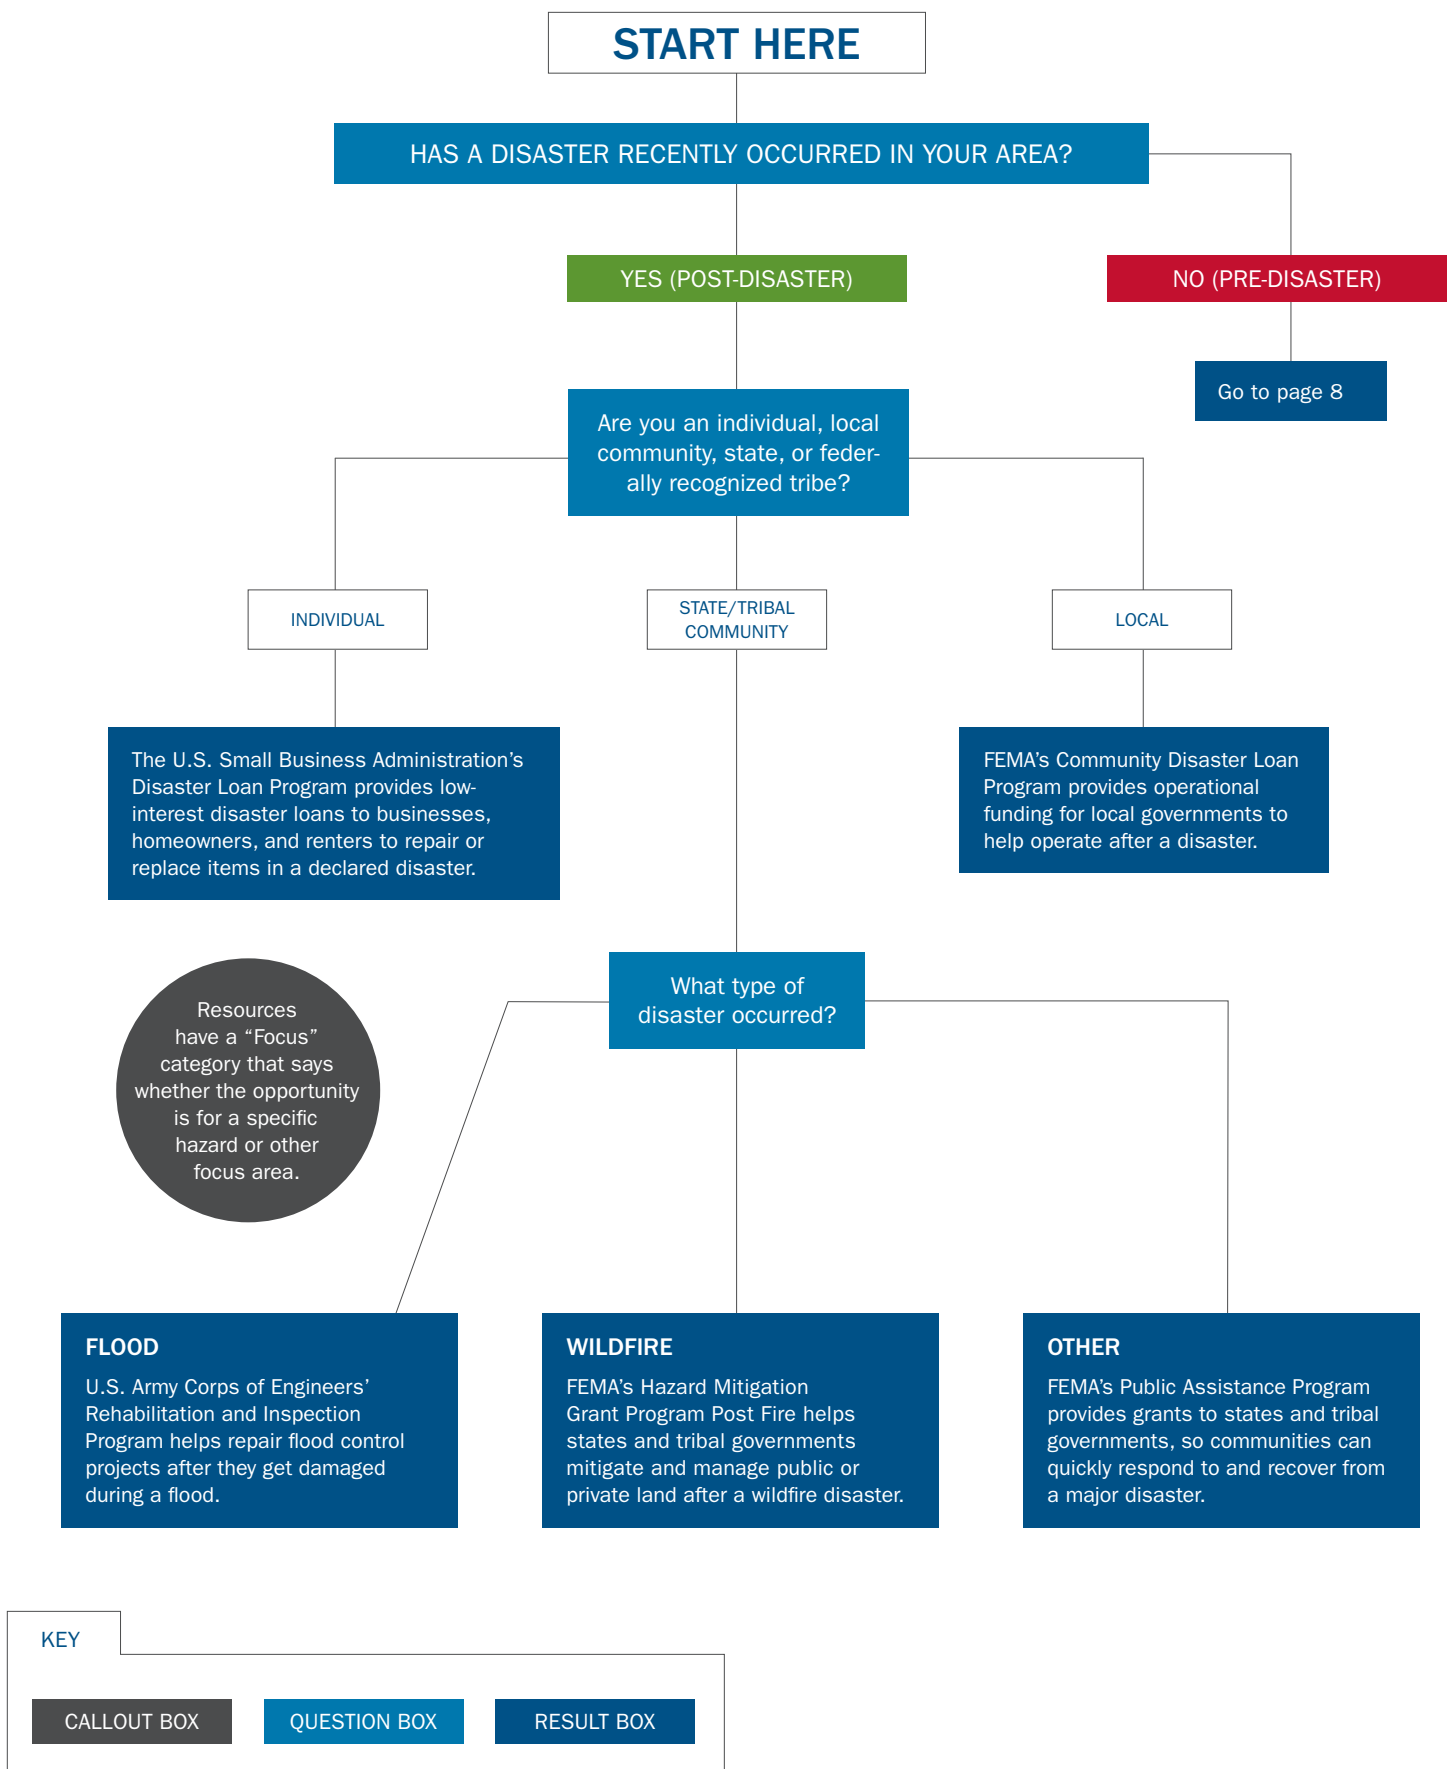 START HERE
HAS A DISASTER RECENTLY OCCURRED IN YOUR AREA?
YES (POST-DISASTER)
NO (PRE-DISASTER)
Go to page 8
Are you an individual, local
community, state, or feder-
ally recognized tribe?
INDIVIDUAL
STATE/TRIBAL
COMMUNITY
LOCAL
The U.S. Small Business Administration’s
Disaster Loan Program provides low-
interest disaster loans to businesses,
homeowners, and renters to repair or
replace items in a declared disaster.
FEMA’s Community Disaster Loan
Program provides operational
funding for local governments to
help operate after a disaster.
What type of
disaster occurred?
Resources
have a “Focus”
category that says
whether the opportunity
is for a specific
hazard or other
focus area.
FLOOD
U.S. Army Corps of Engineers’
Rehabilitation and Inspection
Program helps repair flood control
projects after they get damaged
during a flood.
WILDFIRE
FEMA’s Hazard Mitigation
Grant Program Post Fire helps
states and tribal governments
mitigate and manage public or
private land after a wildfire disaster.
OTHER
FEMA’s Public Assistance Program
provides grants to states and tribal
governments, so communities can
quickly respond to and recover from
a major disaster.
KEY
CALLOUT BOX
QUESTION BOX
RESULT BOX